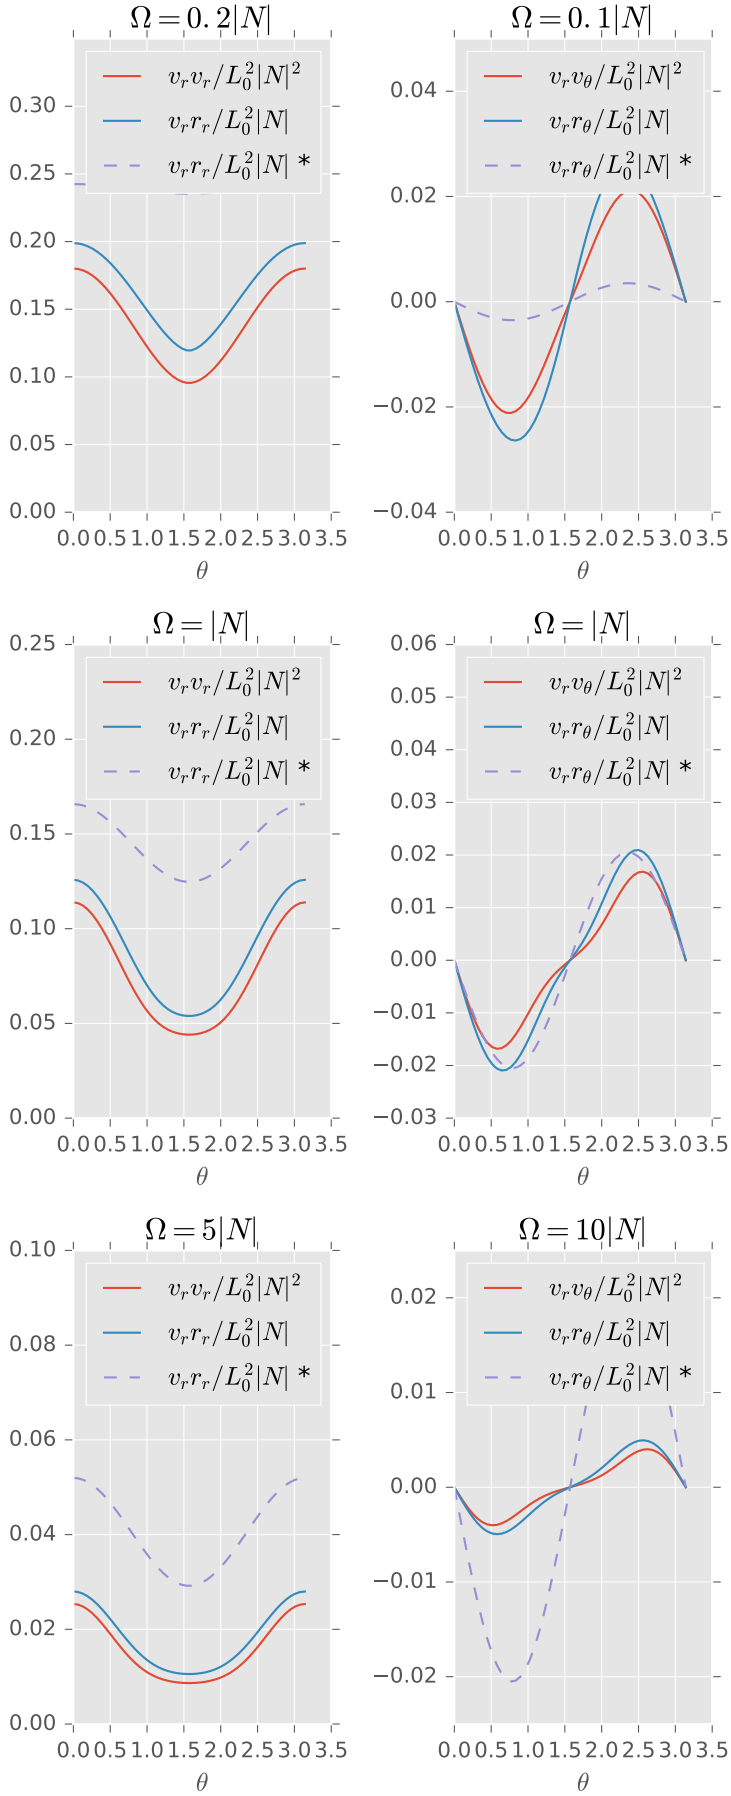 Ω = 0.2|N|
v_r v_r/L_0^2|N|^2
v_r r_r/L_0^2|N|
v_r r_r/L_0^2|N| *
0.30
0.25
0.20
0.15
0.10
0.05
0.00
0.0 0.5 1.0 1.5 2.0 2.5 3.0 3.5
θ
Ω = 0.1|N|
v_r v_θ/L_0^2|N|^2
v_r r_θ/L_0^2|N|
v_r r_θ/L_0^2|N| *
0.04
0.02
0.00
−0.02
−0.04
0.0 0.5 1.0 1.5 2.0 2.5 3.0 3.5
θ
Ω = |N|
v_r v_r/L_0^2|N|^2
v_r r_r/L_0^2|N|
v_r r_r/L_0^2|N| *
0.25
0.20
0.15
0.10
0.05
0.00
0.0 0.5 1.0 1.5 2.0 2.5 3.0 3.5
θ
Ω = |N|
v_r v_θ/L_0^2|N|^2
v_r r_θ/L_0^2|N|
v_r r_θ/L_0^2|N| *
0.06
0.05
0.04
0.03
0.02
0.01
0.00
−0.01
−0.02
−0.03
0.0 0.5 1.0 1.5 2.0 2.5 3.0 3.5
θ
Ω = 5|N|
v_r v_r/L_0^2|N|^2
v_r r_r/L_0^2|N|
v_r r_r/L_0^2|N| *
0.10
0.08
0.06
0.04
0.02
0.00
0.0 0.5 1.0 1.5 2.0 2.5 3.0 3.5
θ
Ω = 10|N|
v_r v_θ/L_0^2|N|^2
v_r r_θ/L_0^2|N|
v_r r_θ/L_0^2|N| *
0.02
0.01
0.00
−0.01
−0.02
0.0 0.5 1.0 1.5 2.0 2.5 3.0 3.5
θ